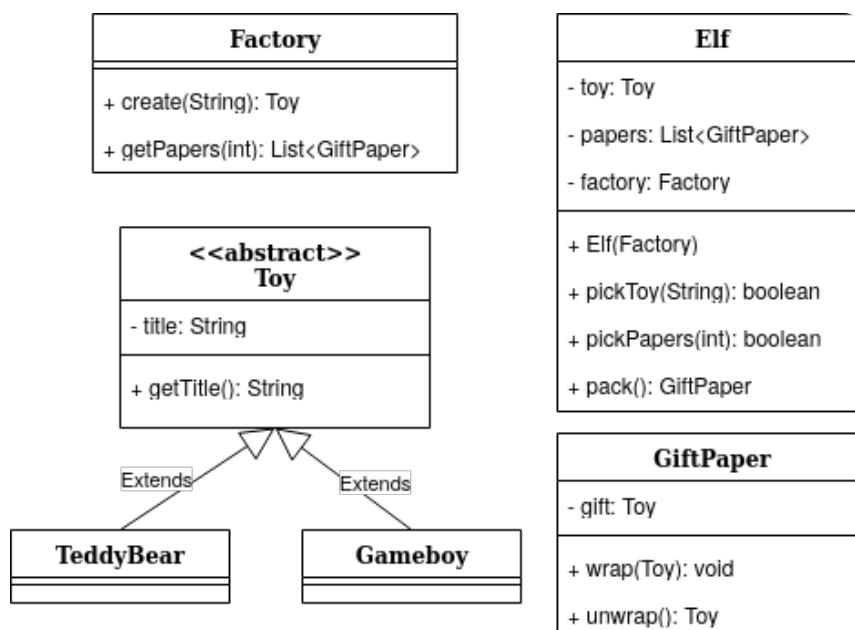 Factory
+ create(String): Toy
+ getPapers(int): List<GiftPaper>
Elf
- toy: Toy
- papers: List<GiftPaper>
- factory: Factory
+ Elf(Factory)
+ pickToy(String): boolean
+ pickPapers(int): boolean
+ pack(): GiftPaper
<<abstract>>
Toy
- title: String
+ getTitle(): String
Extends
Extends
TeddyBear
Gameboy
GiftPaper
- gift: Toy
+ wrap(Toy): void
+ unwrap(): Toy